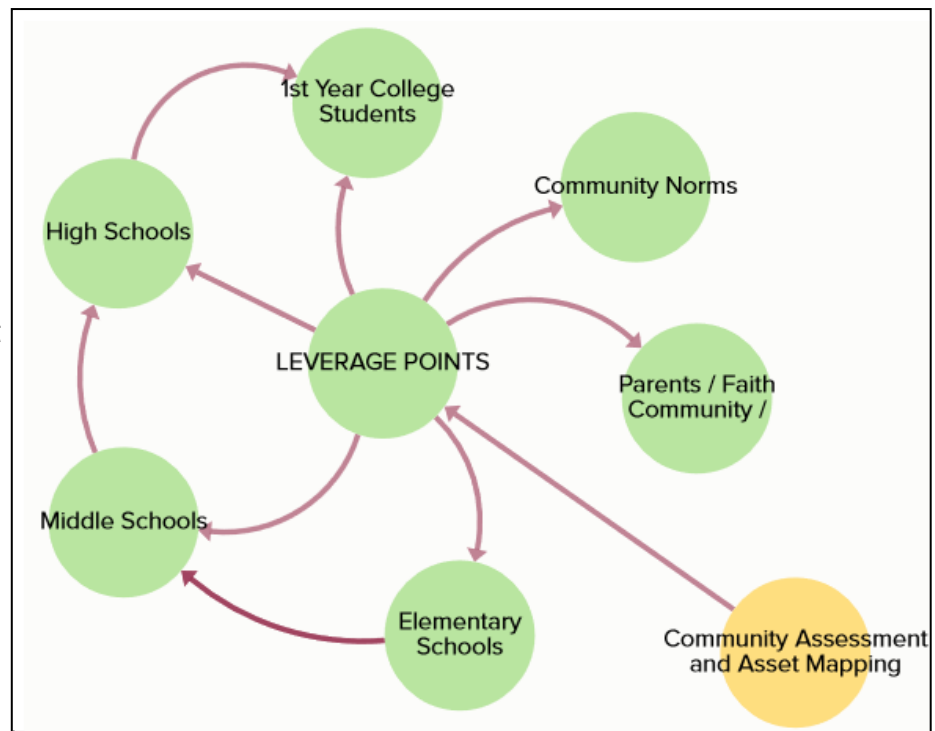 1st Year College
Students
Community Norms
High Schools
LEVERAGE POINTS
Parents / Faith
Community /
Middle Schools
Elementary
Schools
Community Assessment
and Asset Mapping